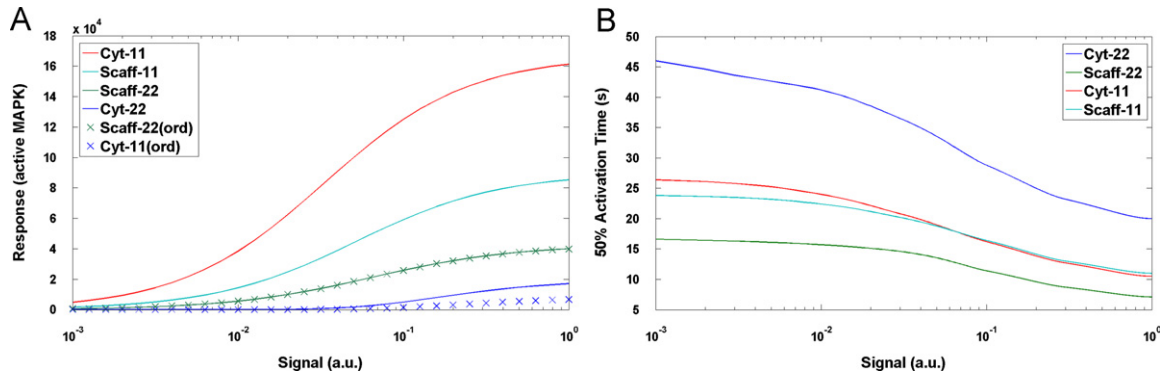 A
x 10^4
Response (active MAPK)
18
16
14
12
10
8
6
4
2
0
Cyt-11
Scaff-11
Scaff-22
Cyt-22
Scaff-22(ord)
Cyt-11(ord)
10^-3
10^-2
10^-1
10^0
Signal (a.u.)
B
50% Activation Time (s)
50
45
40
35
30
25
20
15
10
5
Cyt-22
Scaff-22
Cyt-11
Scaff-11
10^-3
10^-2
10^-1
10^0
Signal (a.u.)